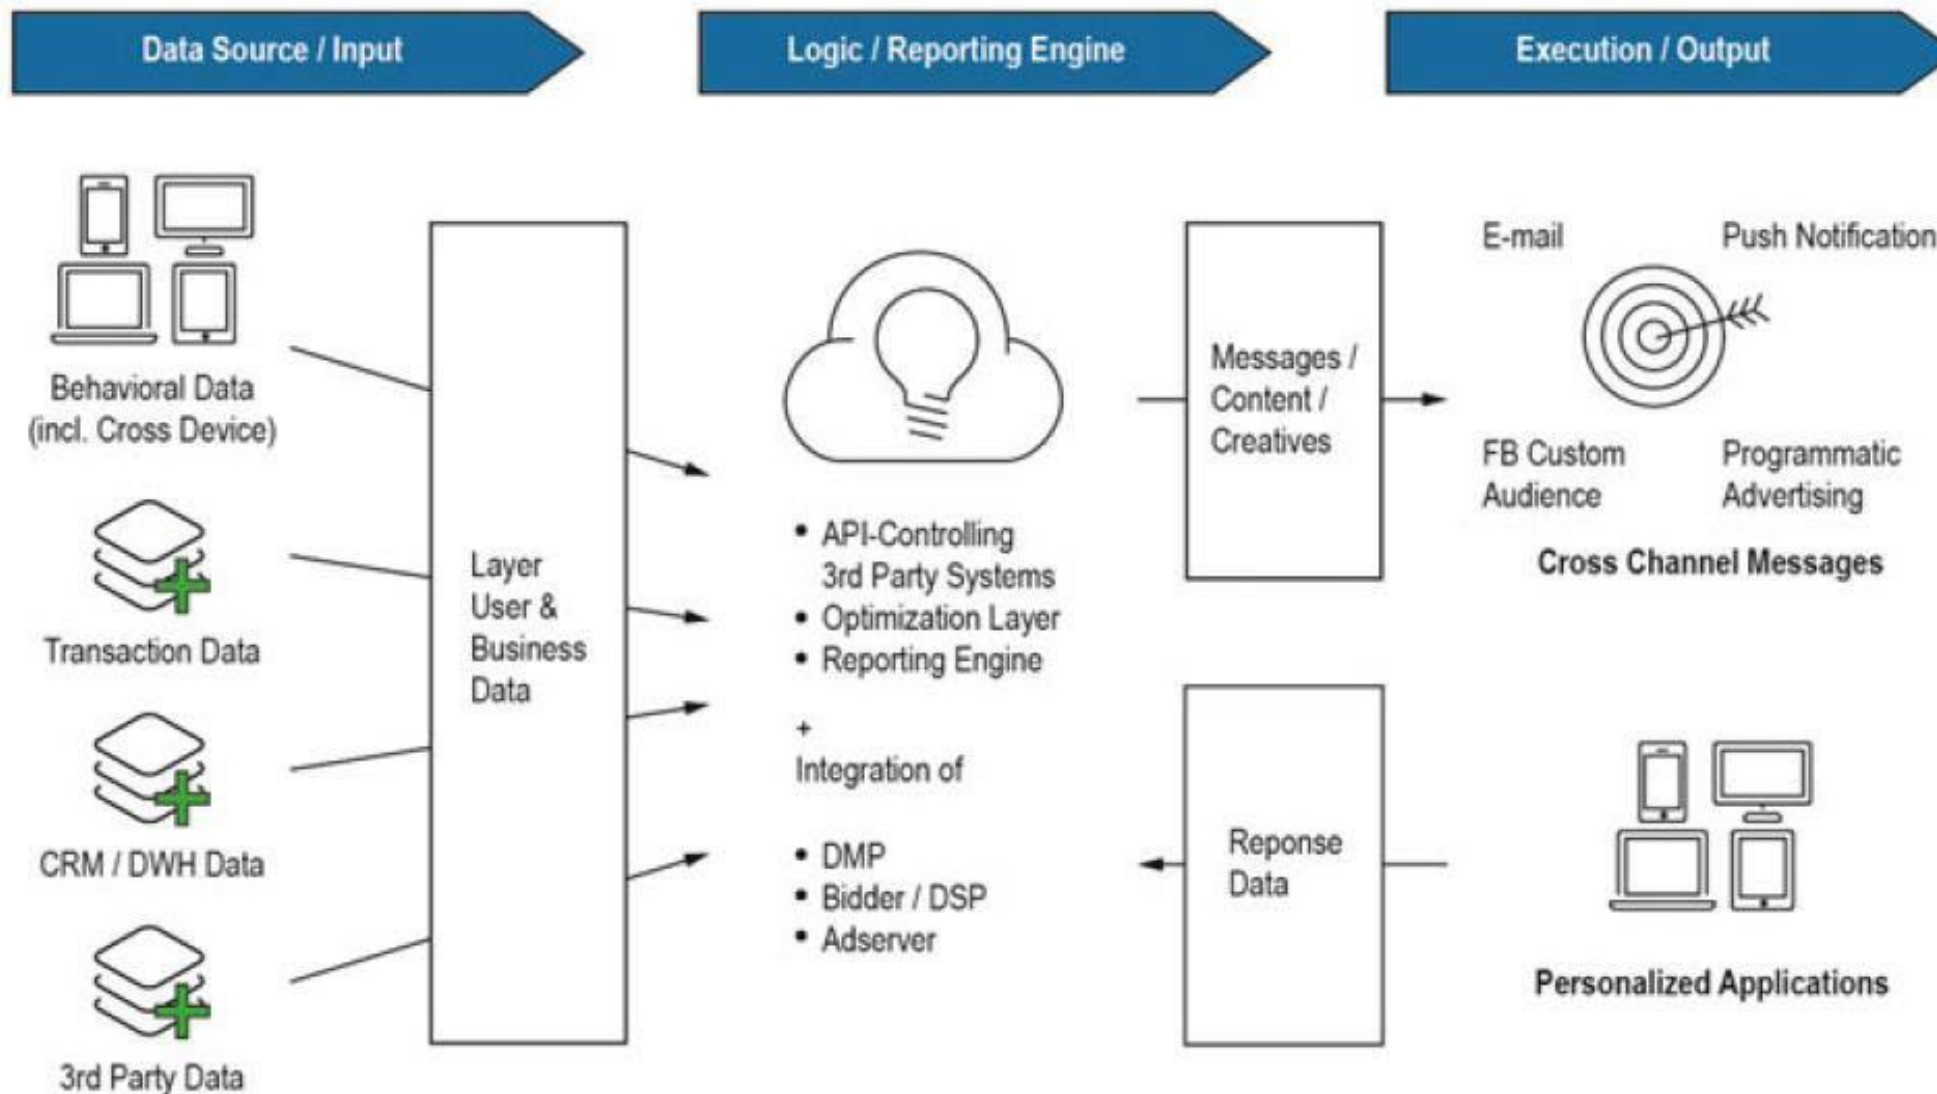 Data Source / Input
Logic / Reporting Engine
Execution / Output
Behavioral Data
(incl. Cross Device)
Transaction Data
CRM / DWH Data
3rd Party Data
Layer
User &
Business
Data
• API-Controlling
3rd Party Systems
• Optimization Layer
• Reporting Engine
+
Integration of
• DMP
• Bidder / DSP
• Adserver
Messages /
Content /
Creatives
E-mail
Push Notification
FB Custom
Audience
Programmatic
Advertising
Cross Channel Messages
Reponse
Data
Personalized Applications